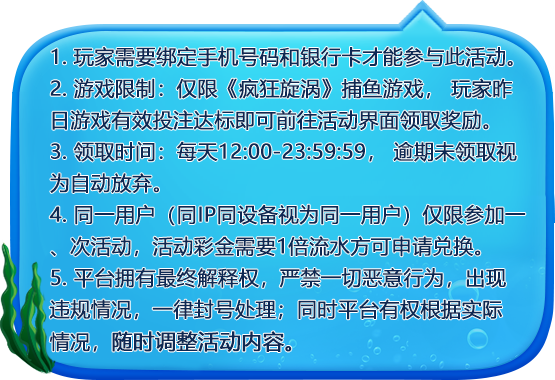 1. 玩家需要绑定手机号码和银行卡才能参与此活动。
2. 游戏限制：仅限《疯狂旋涡》捕鱼游戏， 玩家昨
日游戏有效投注达标即可前往活动界面领取奖励。
3. 领取时间：每天12:00-23:59:59， 逾期未领取视
为自动放弃。
4. 同一用户（同IP同设备视为同一用户）仅限参加一
、次活动，活动彩金需要1倍流水方可申请兑换。
5. 平台拥有最终解释权，严禁一切恶意行为，出现
违规情况，一律封号处理；同时平台有权根据实际
情况，随时调整活动内容。